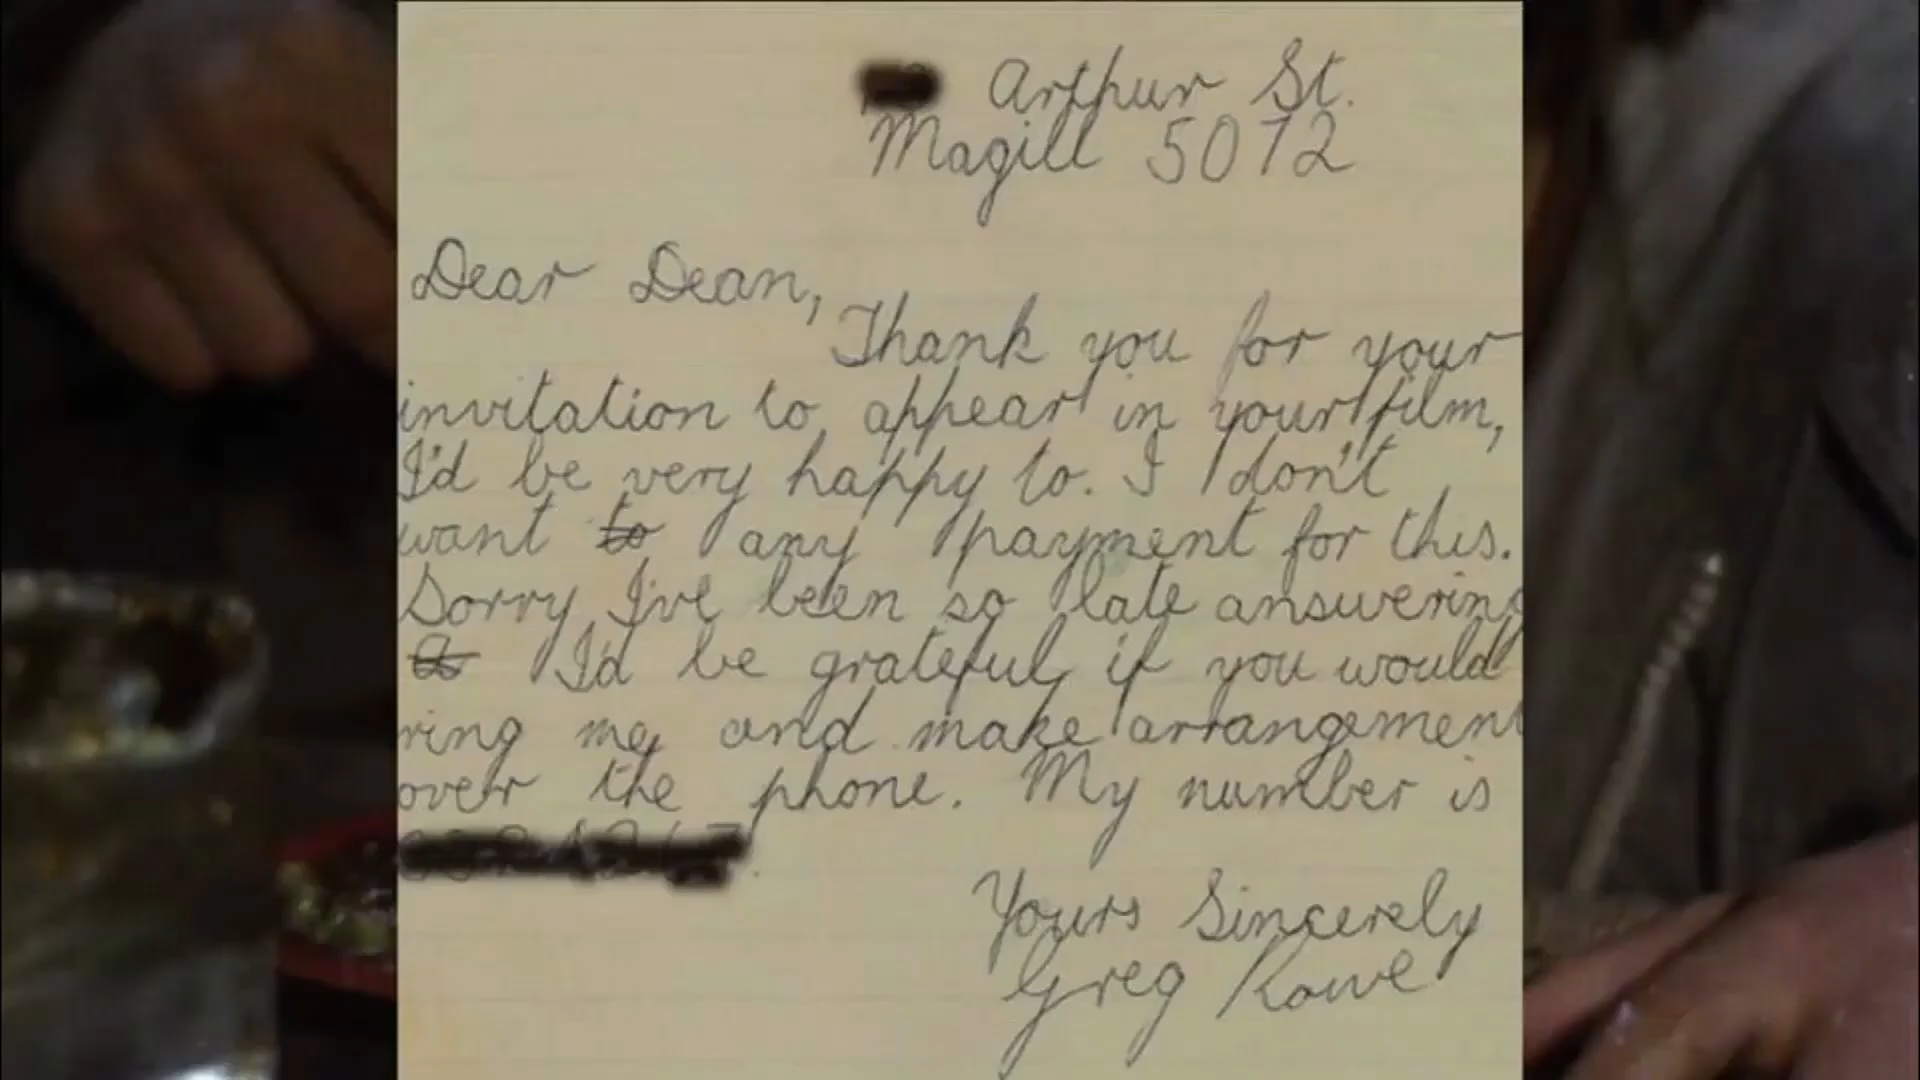 Arthur St.
Magill 5072
Dear Dean,
Thank you for your
invitation to appear in your film,
I'd be very happy to. I don't
want to any payment for this.
Sorry I've been so late answering
I'd be grateful if you would
ring me and make arrangement
over the phone. My number is
Yours Sincerely
Greg Rowe